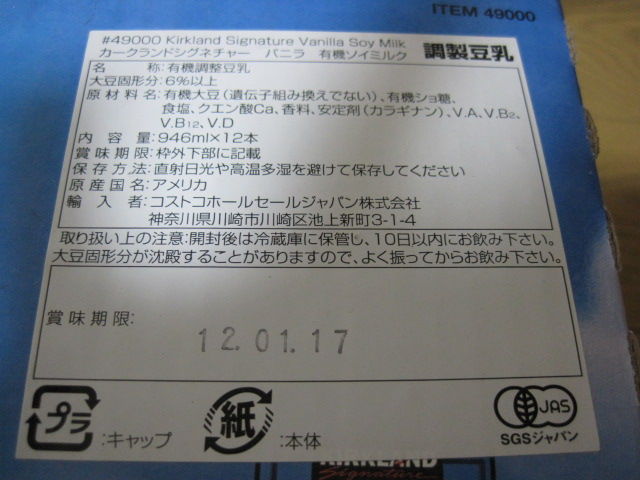 ITEM 49000
#49000 Kirkland Signature Vanilla Soy Milk
カークランドシグネチャー バニラ 有機ソイミルク 調製豆乳
名 称:有機調整豆乳
大豆固形分:6%以上
原材料名:有機大豆(遺伝子組み換えでない)、有機ショ糖、
食塩、クエン酸Ca、香料、安定剤(カラギナン)、V.A、V.B2、
V.B12、V.D
内 容 量:946ml×12本
賞味期限:枠外下部に記載
保存方法:直射日光や高温多湿を避けて保存してください
原産国名:アメリカ
輸 入 者:コストコホールセールジャパン株式会社
神奈川県川崎市川崎区池上新町3-1-4
取り扱い上の注意:開封後は冷蔵庫に保管し、10日以内にお飲み下さい。
大豆固形分が沈殿することがありますので、よく振ってからお飲み下さい。
賞味期限:
12.01.17
プラ :キャップ 紙 :本体 JAS
SGSジャパン
KIRKLAND
Signature